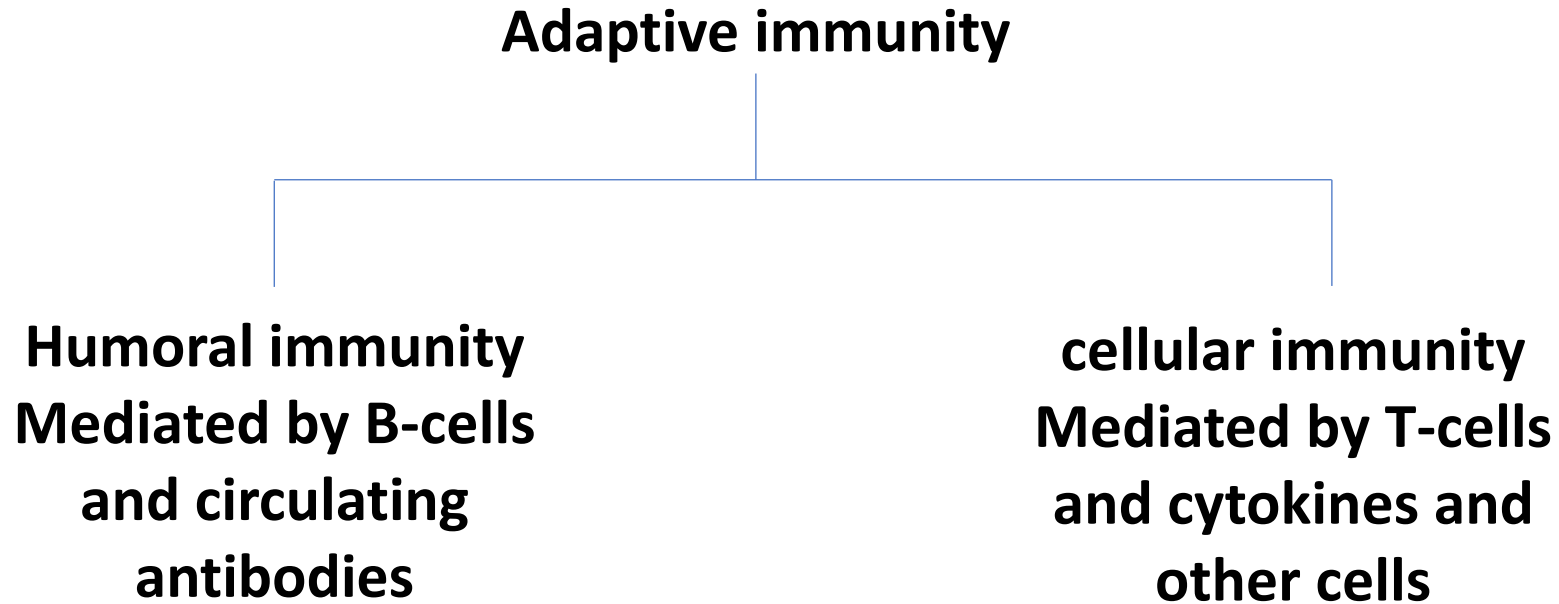 Adaptive immunity
Humoral immunity
Mediated by B-cells
and circulating
antibodies
cellular immunity
Mediated by T-cells
and cytokines and
other cells